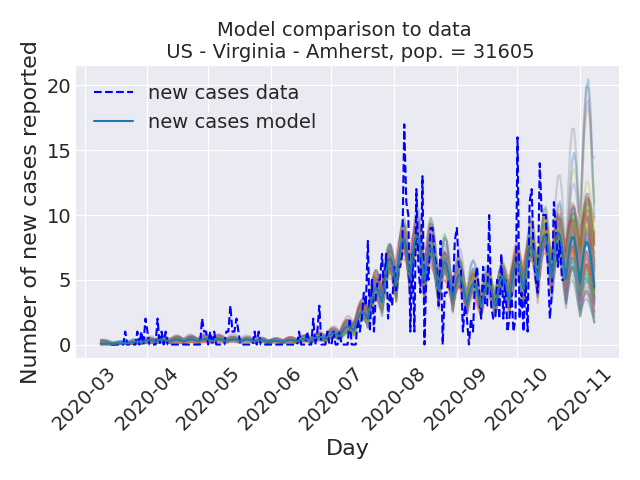 Model comparison to data
US - Virginia - Amherst, pop. = 31605
Number of new cases reported
20
15
10
5
0
new cases data
new cases model
2020-03
2020-04
2020-05
2020-06
2020-07
2020-08
2020-09
2020-10
2020-11
Day